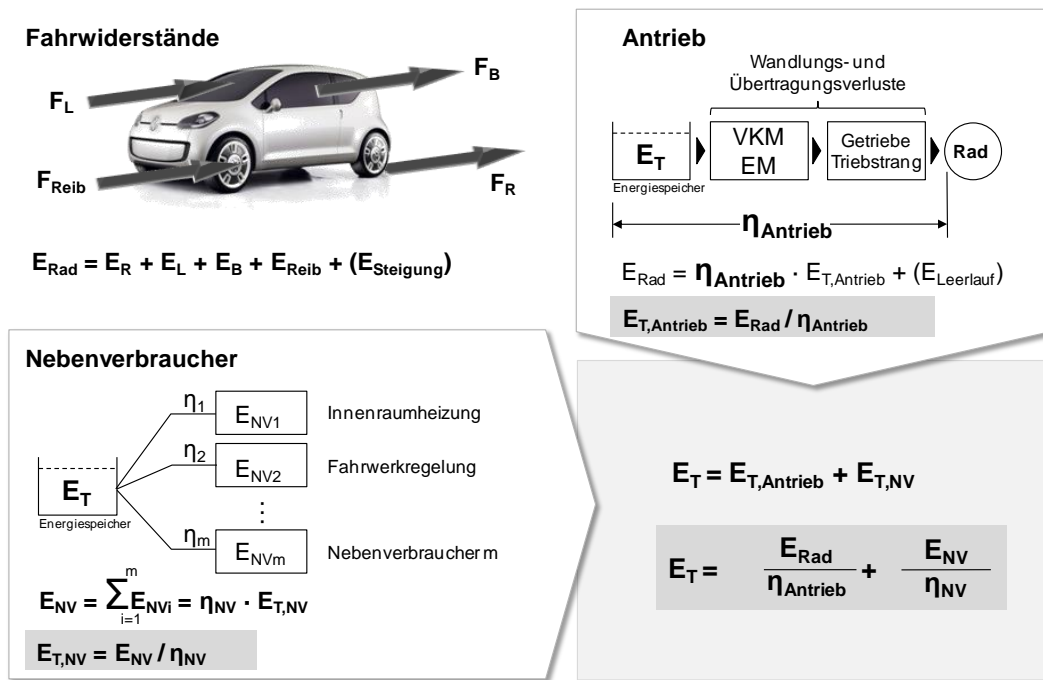 Fahrwiderstände
F_L
F_B
F_Reib
F_R
E_Rad = E_R + E_L + E_B + E_Reib + (E_Steigung)
Antrieb
Wandlungs- und
Übertragungsverluste
E_T
VKM
EM
Getriebe
Triebstrang
Rad
Energiespeicher
η_Antrieb
E_Rad = η_Antrieb · E_T,Antrieb + (E_Leerlauf)
E_T,Antrieb = E_Rad / η_Antrieb
Nebenverbraucher
η_1
E_NV1
Innenraumheizung
η_2
E_NV2
Fahrwerkregelung
E_T
Energiespeicher
⋮
η_m
E_NVm
Nebenverbraucher m
E_NV = ∑_{i=1}^{m} E_NVi = η_NV · E_T,NV
E_T,NV = E_NV / η_NV
E_T = E_T,Antrieb + E_T,NV
E_T = E_Rad / η_Antrieb + E_NV / η_NV